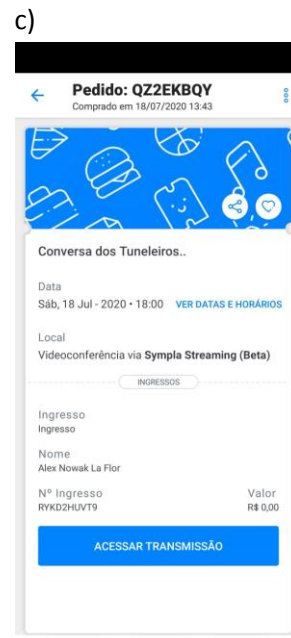 c)
Pedido: QZ2EKBQY
Comprado em 18/07/2020 13:43
Conversa dos Tuneleiros..
Data
Sáb, 18 Jul - 2020 • 18:00 VER DATAS E HORÁRIOS
Local
Videoconferência via Sympla Streaming (Beta)
INGRESSOS
Ingresso
Ingresso
Nome
Alex Nowak La Flor
Nº Ingresso Valor
RYKD2HUVT9 R$ 0,00
ACESSAR TRANSMISSÃO